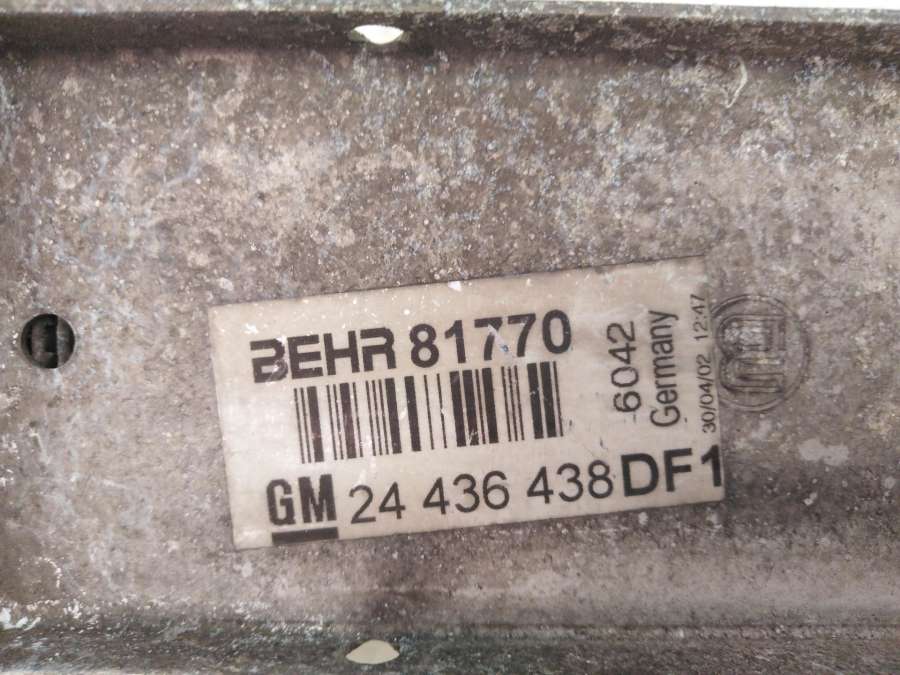 BEHR 81770
GM 24 436 438 DF1
6042
Germany
30/04/02 12:47